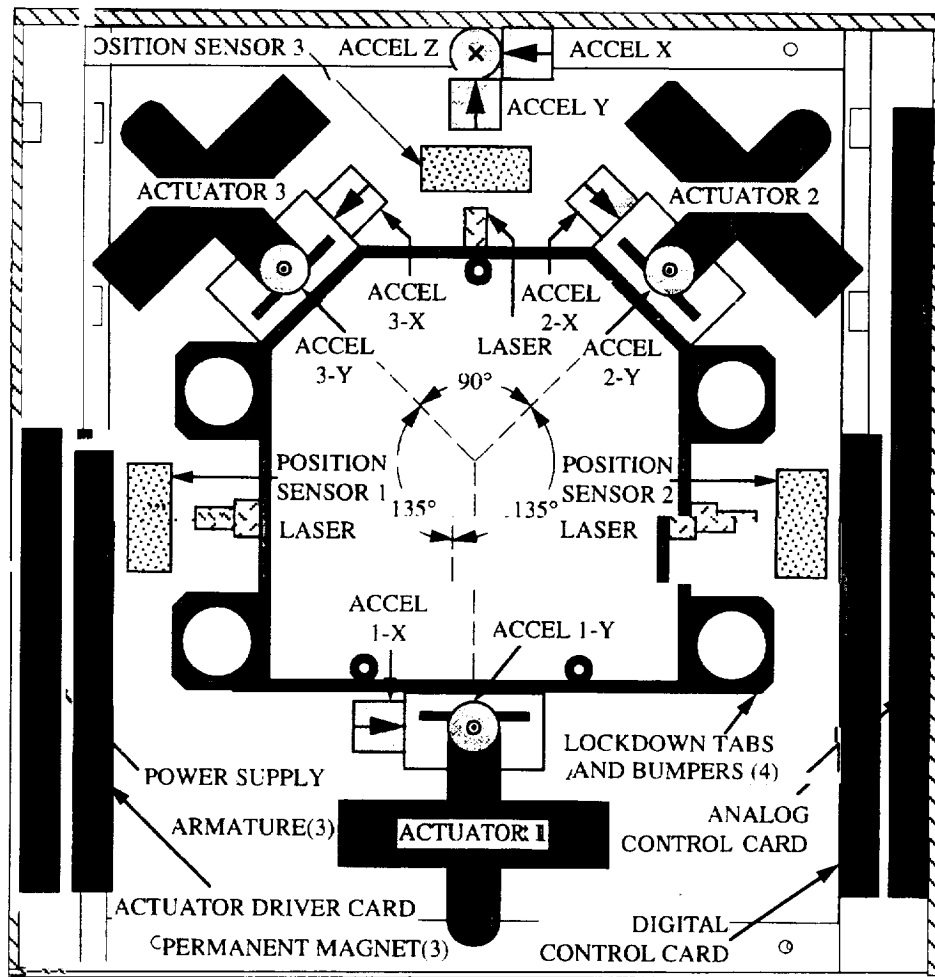 POSITION SENSOR 3
ACCEL Z
ACCEL X
ACCEL Y
ACTUATOR 3
ACTUATOR 2
ACCEL
3-X
ACCEL
2-X
LASER
ACCEL
3-Y
ACCEL
2-Y
90°
POSITION
SENSOR 1
POSITION
SENSOR 2
135°
135°
LASER
LASER
ACCEL
1-X
ACCEL 1-Y
LOCKDOWN TABS
AND BUMPERS (4)
POWER SUPPLY
ARMATURE(3)
ACTUATOR 1
ANALOG
CONTROL CARD
ACTUATOR DRIVER CARD
PERMANENT MAGNET(3)
DIGITAL
CONTROL CARD